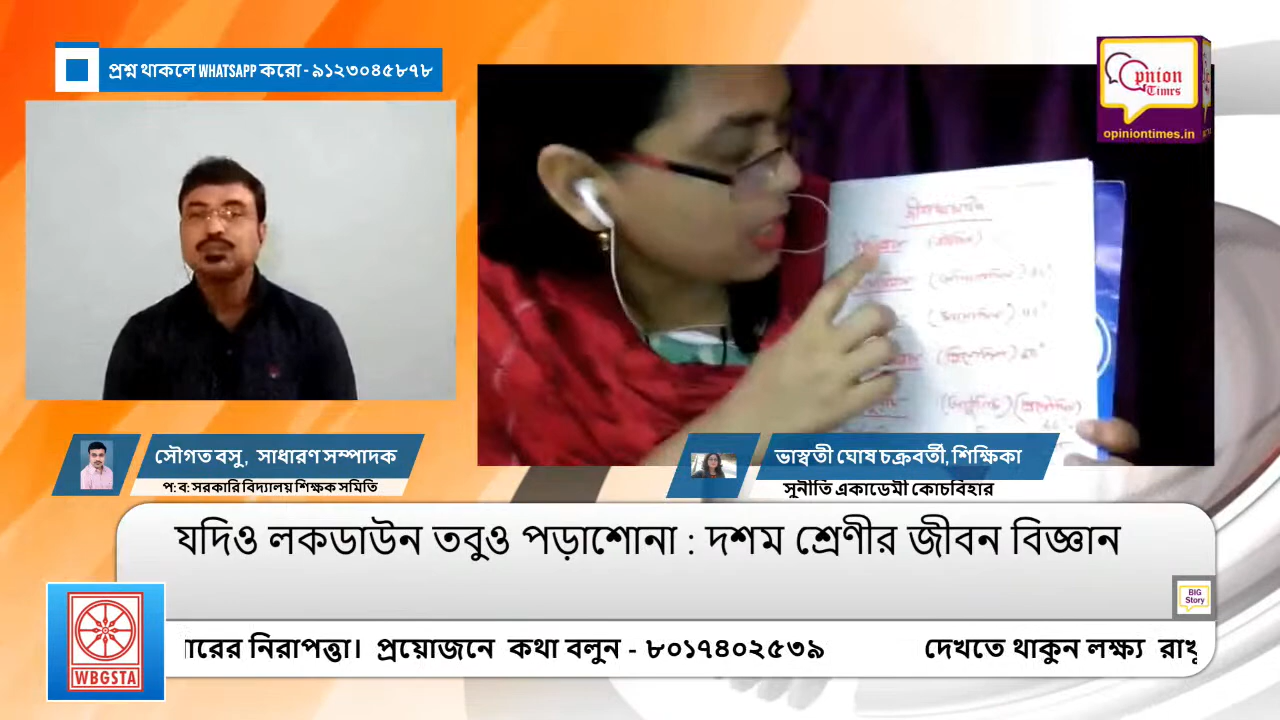 প্রশ্ন থাকলে WHATSAPP করো - ৯১২৩০৪৫৮৭৮
Opnion
Times
opiniontimes.in
সৌগত বসু, সাধারণ সম্পাদক
প: ব: সরকারি বিদ্যালয় শিক্ষক সমিতি
ভাস্বতী ঘোষ চক্রবর্তী, শিক্ষিকা
সুনীতি একাডেমী কোচবিহার
যদিও লকডাউন তবুও পড়াশোনা : দশম শ্রেণীর জীবন বিজ্ঞান
BIG
Story
WBGSTA
ারের নিরাপত্তা। প্রয়োজনে কথা বলুন - ৮০১৭৪০২৫৩৯ দেখতে থাকুন লক্ষ্য রাখু